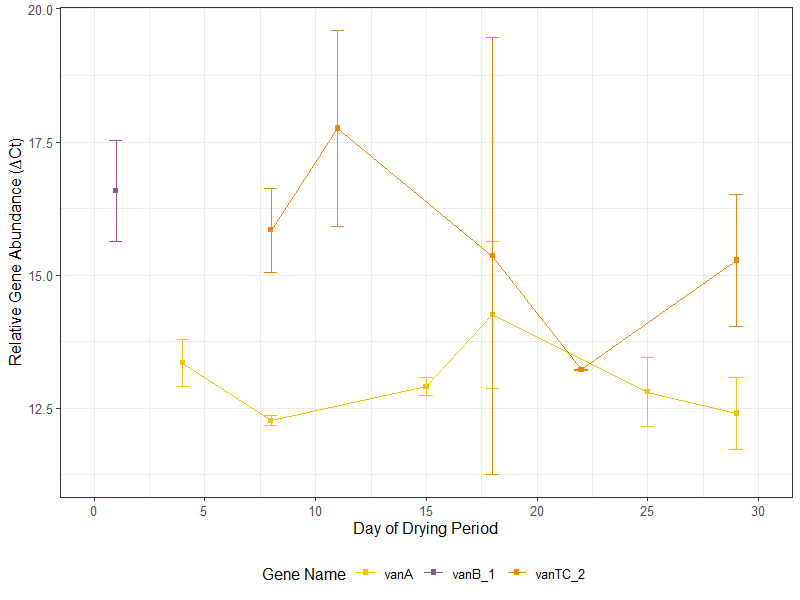 20.0
17.5
15.0
12.5
Relative Gene Abundance (ΔCt)
0 5 10 15 20 25 30
Day of Drying Period
Gene Name vanA vanB_1 vanTC_2